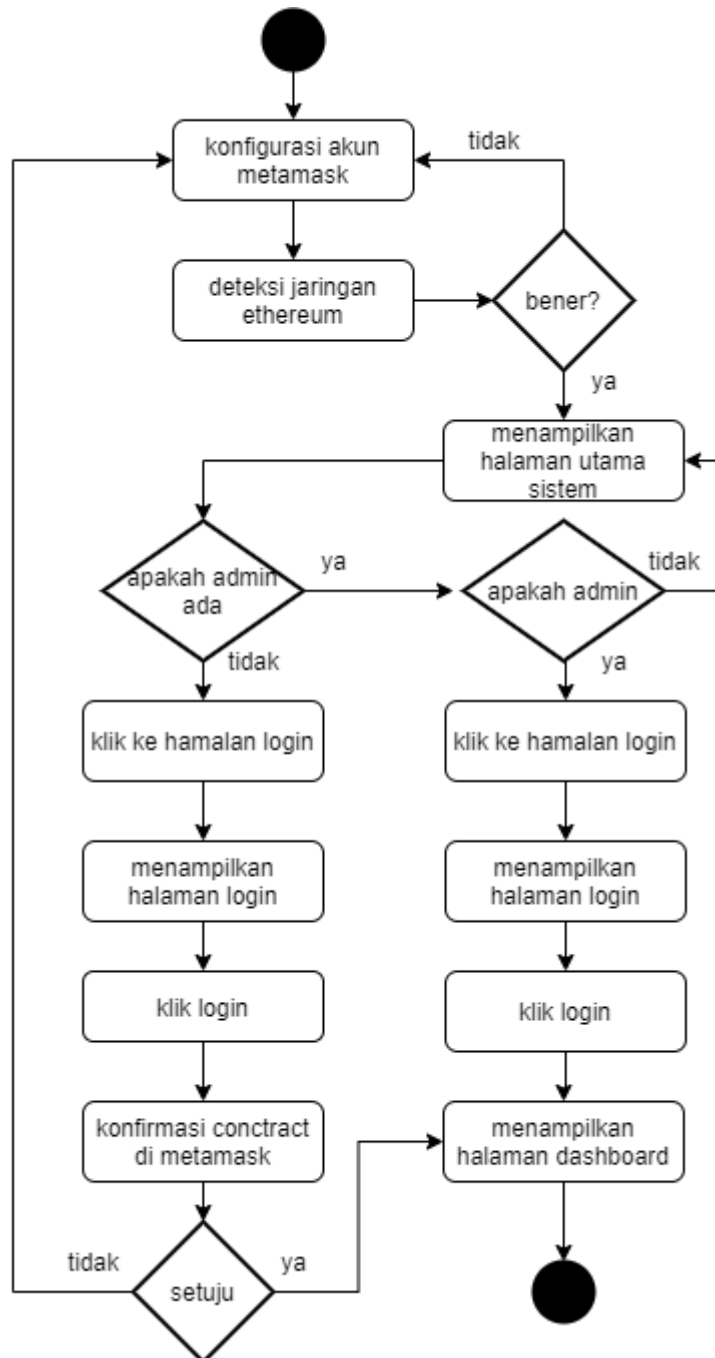 konfigurasi akun
metamask
tidak
deteksi jaringan
ethereum
bener?
ya
menampilkan
halaman utama
sistem
apakah admin
ada
ya
apakah admin
tidak
tidak
ya
klik ke hamalan login
klik ke hamalan login
menampilkan
halaman login
menampilkan
halaman login
klik login
klik login
konfirmasi conctract
di metamask
menampilkan
halaman dashboard
tidak
setuju
ya